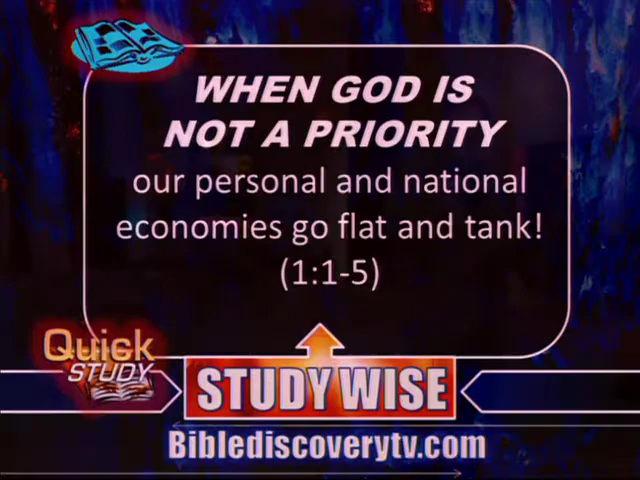 WHEN GOD IS
NOT A PRIORITY
our personal and national
economies go flat and tank!
(1:1-5)
Quick
STUDY
STUDY WISE
Biblediscoverytv.com